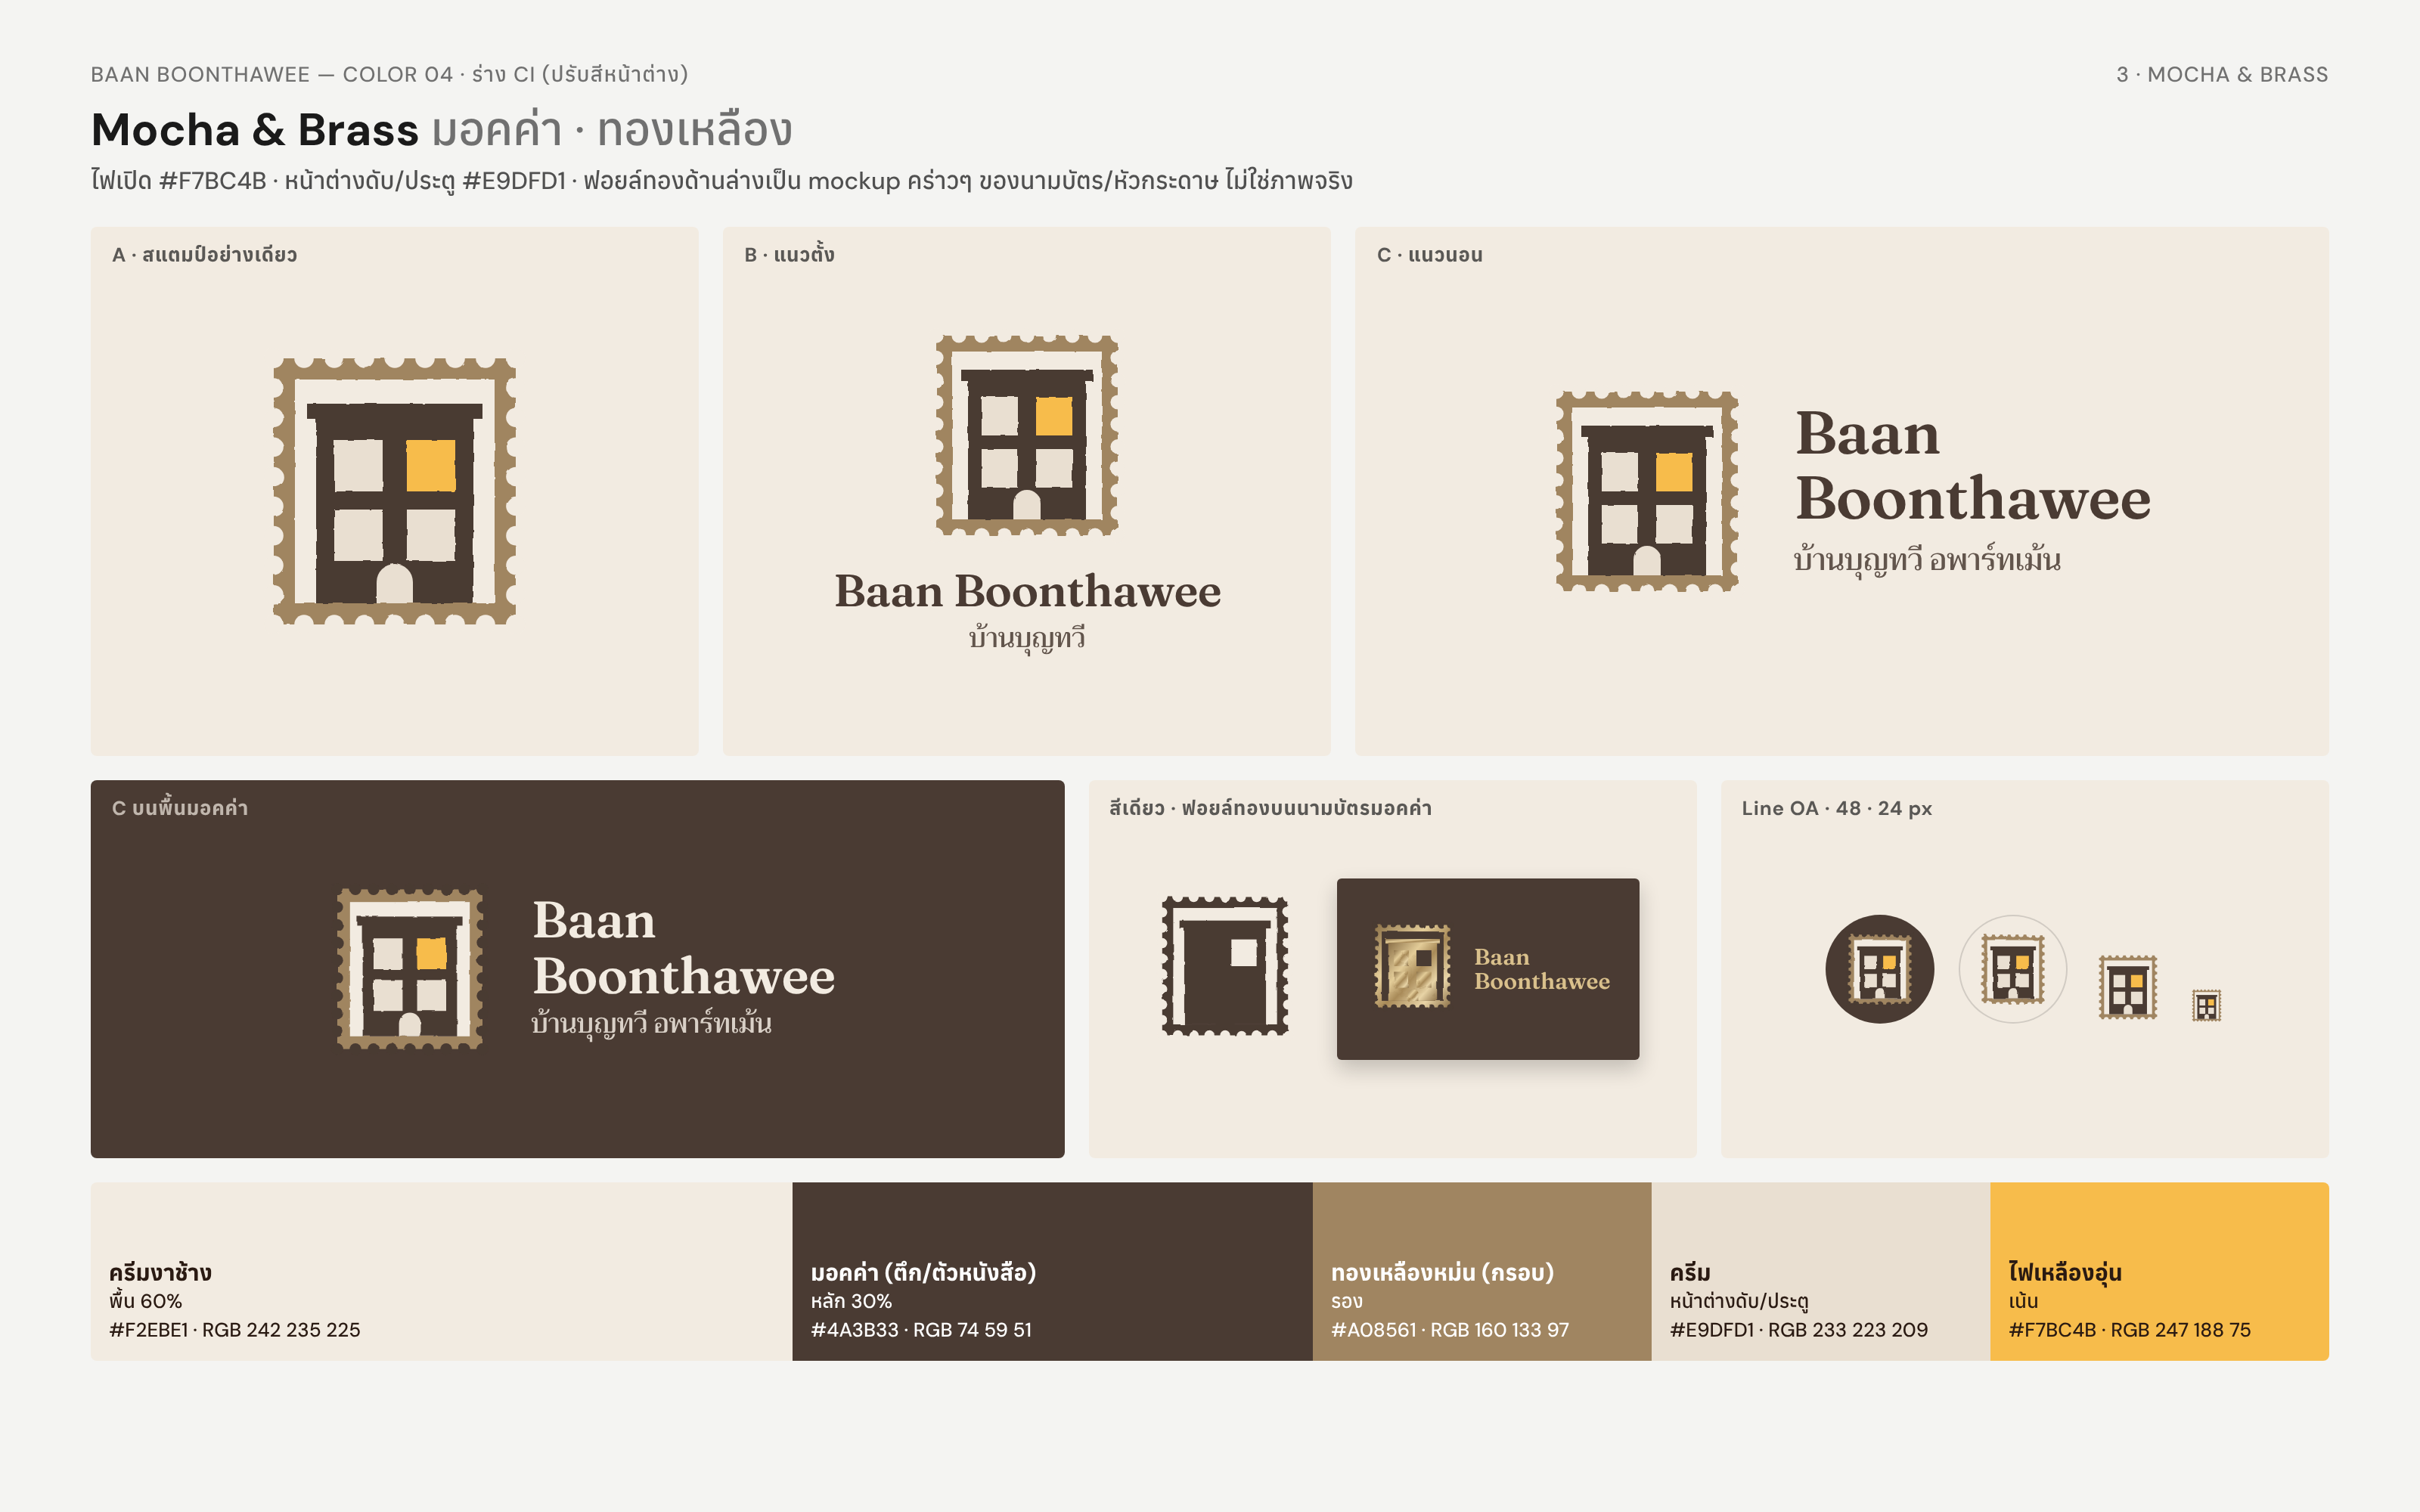 BAAN BOONTHAWEE — COLOR 04 · ร่าง CI (ปรับสีหน้าต่าง)
3 · MOCHA & BRASS
Mocha & Brass มอคค่า · ทองเหลือง
ไฟเปิด #F7BC4B · หน้าต่างดับ/ประตู #E9DFD1 · ฟอยล์ทองด้านล่างเป็น mockup คร่าวๆ ของนามบัตร/หัวกระดาษ ไม่ใช่ภาพจริง
A · สแตมป์อย่างเดียว
B · แนวตั้ง
Baan Boonthawee
บ้านบุญทวี
C · แนวนอน
Baan
Boonthawee
บ้านบุญทวี อพาร์ทเม้น
C บนพื้นมอคค่า
Baan
Boonthawee
บ้านบุญทวี อพาร์ทเม้น
สีเดียว · ฟอยล์ทองบนนามบัตรมอคค่า
Baan
Boonthawee
Line OA · 48 · 24 px
ครีมงาช้าง
พื้น 60%
#F2EBE1 · RGB 242 235 225
มอคค่า (ตึก/ตัวหนังสือ)
หลัก 30%
#4A3B33 · RGB 74 59 51
ทองเหลืองหม่น (กรอบ)
รอง
#A08561 · RGB 160 133 97
ครีม
หน้าต่างดับ/ประตู
#E9DFD1 · RGB 233 223 209
ไฟเหลืองอุ่น
เน้น
#F7BC4B · RGB 247 188 75